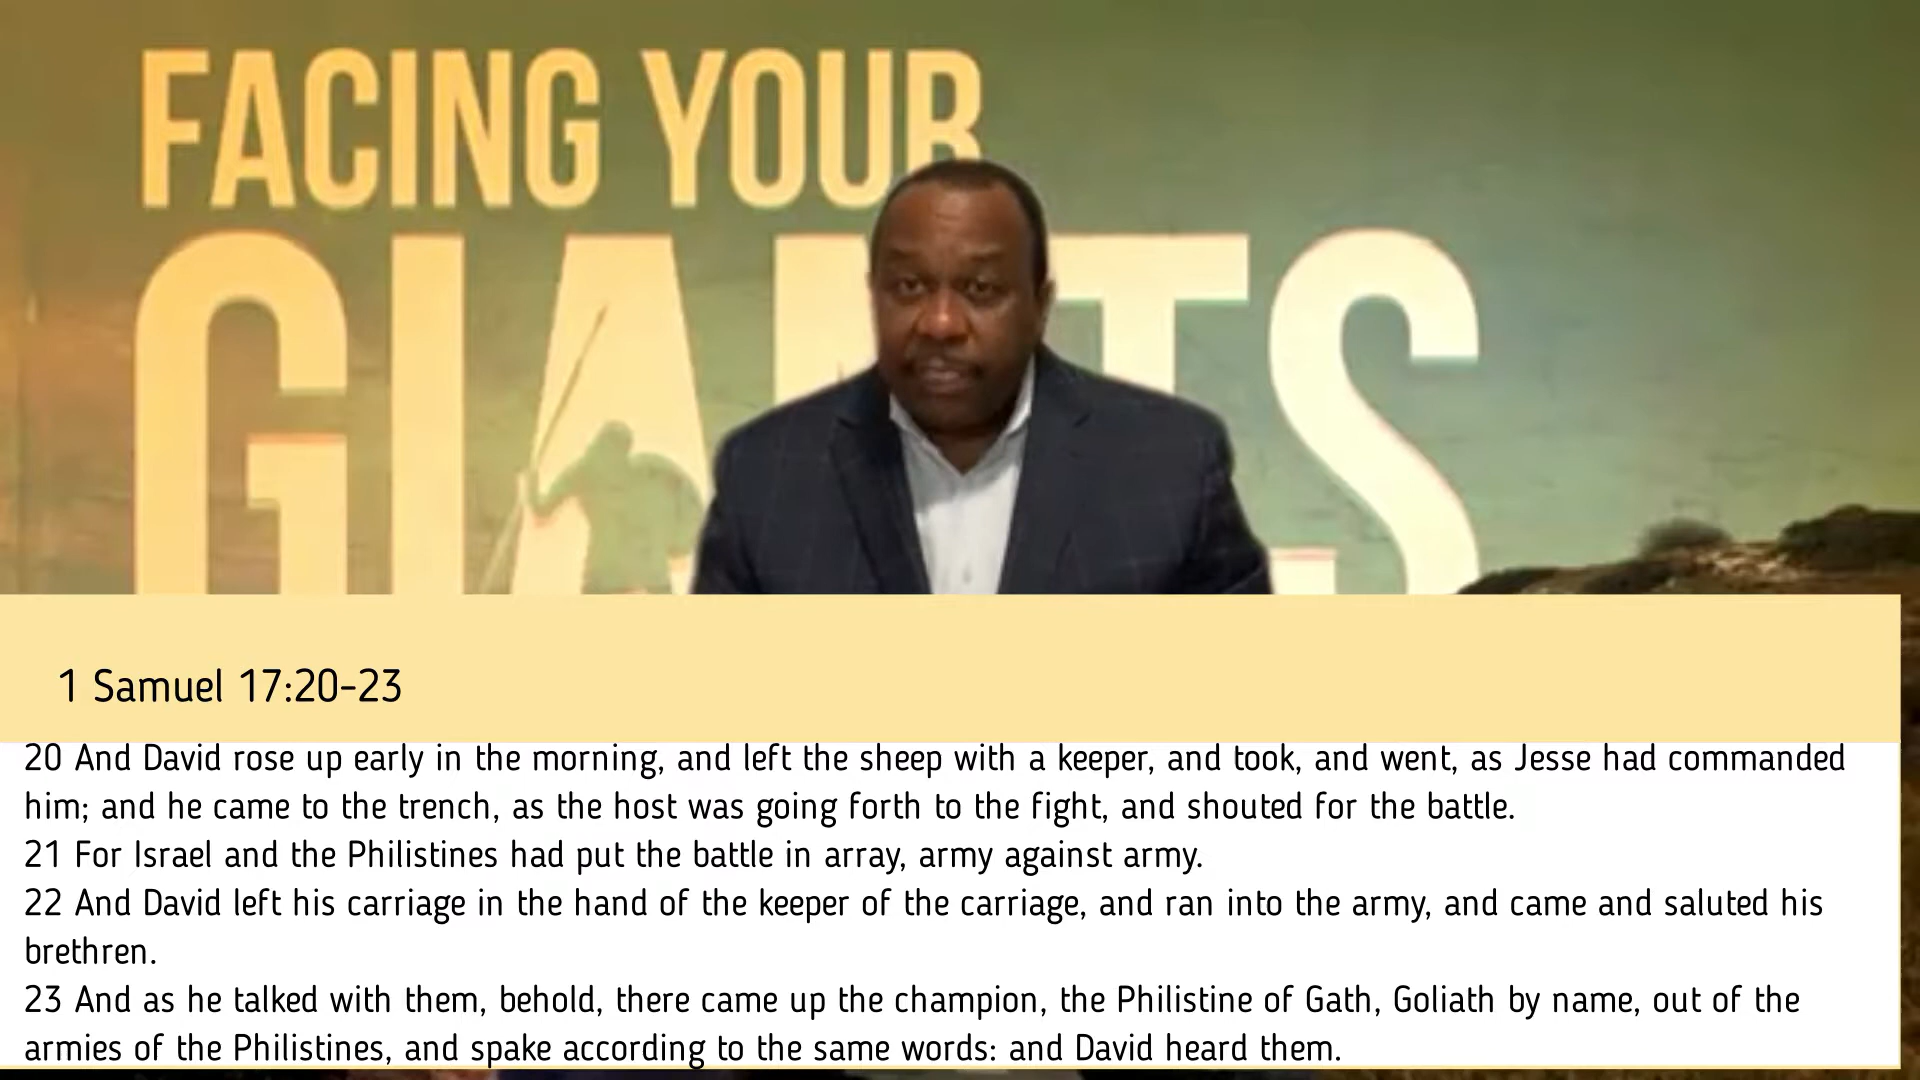 FACING YOUR
GIANTS
1 Samuel 17:20-23
20 And David rose up early in the morning, and left the sheep with a keeper, and took, and went, as Jesse had commanded
him; and he came to the trench, as the host was going forth to the fight, and shouted for the battle.
21 For Israel and the Philistines had put the battle in array, army against army.
22 And David left his carriage in the hand of the keeper of the carriage, and ran into the army, and came and saluted his
brethren.
23 And as he talked with them, behold, there came up the champion, the Philistine of Gath, Goliath by name, out of the
armies of the Philistines, and spake according to the same words: and David heard them.